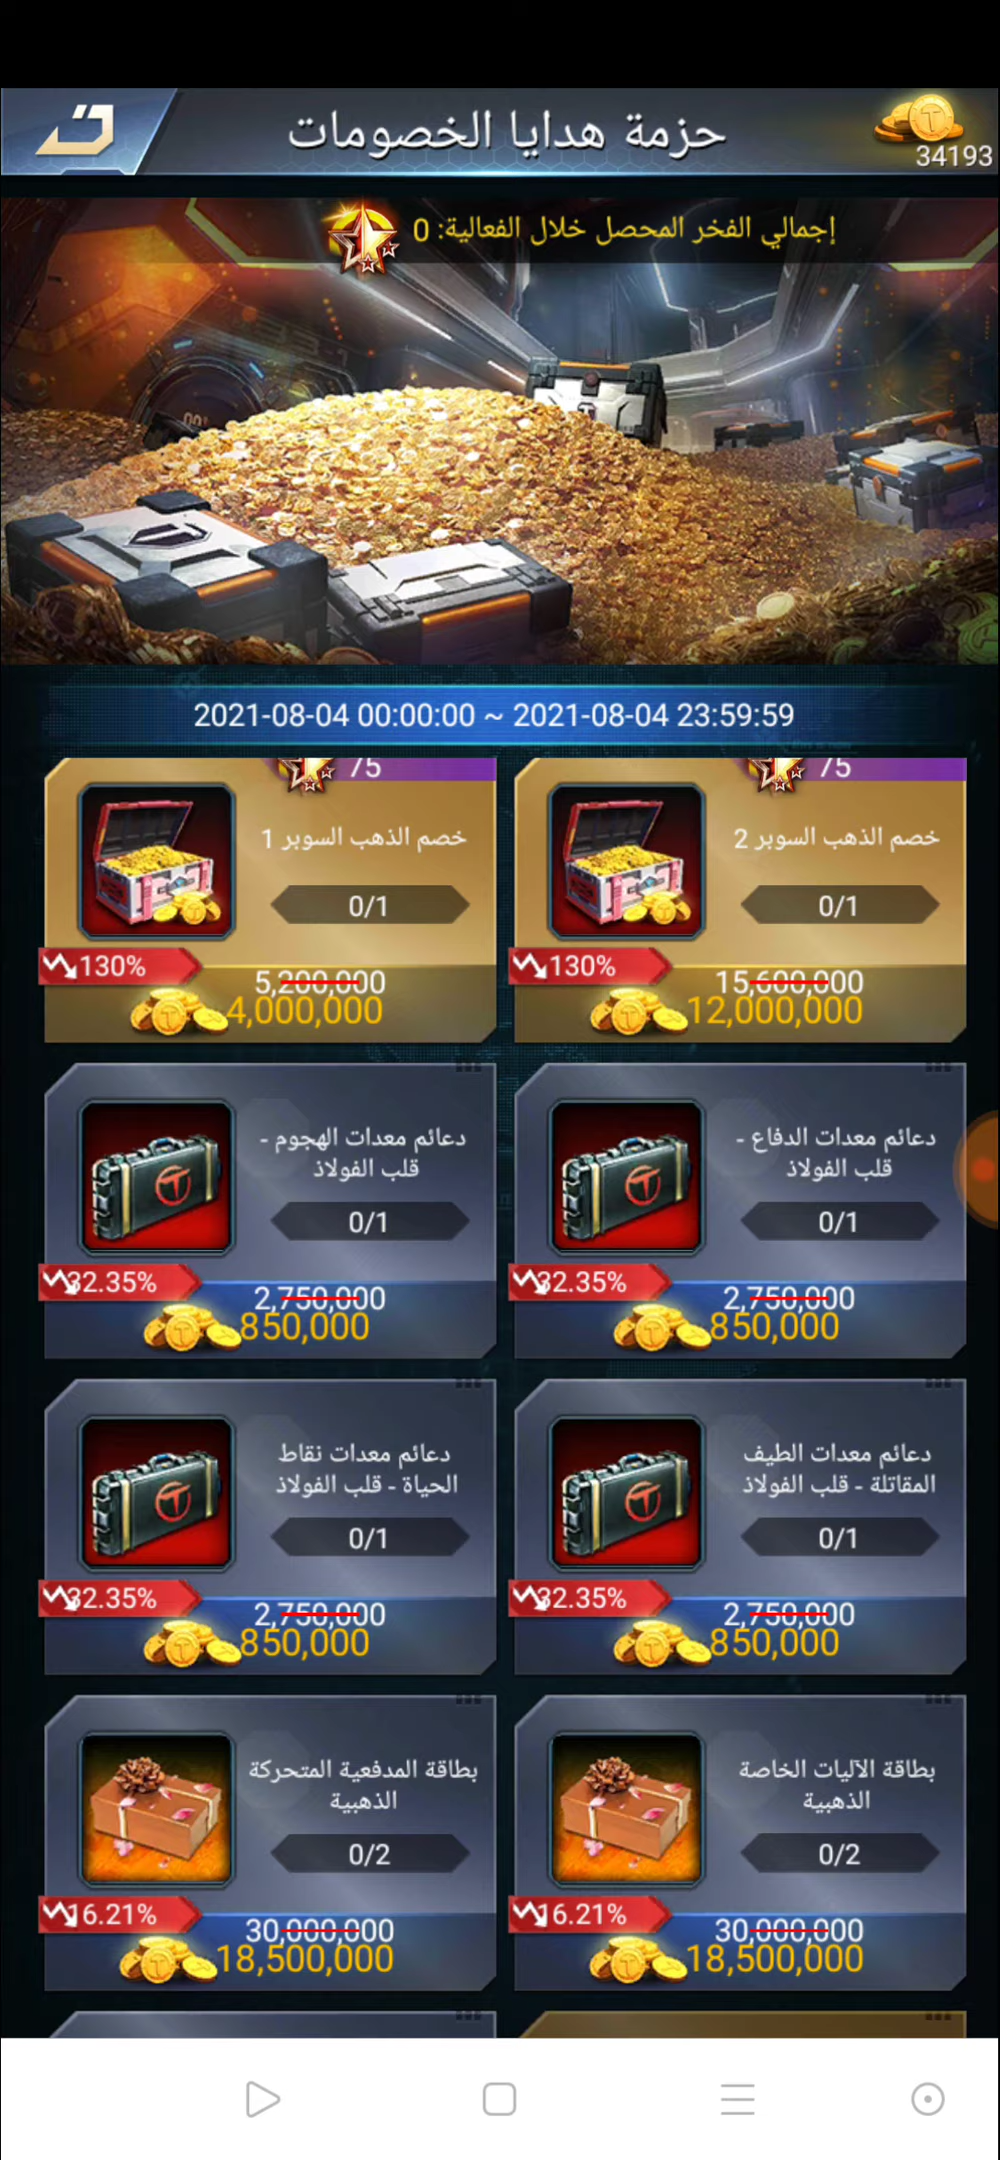 حزمة هدايا الخصومات
34193
إجمالي الفخر المحصل خلال الفعالية: 0
2021-08-04 00:00:00 ~ 2021-08-04 23:59:59
75
خصم الذهب السوبر 1
0/1
130%
5,200,000
4,000,000
75
خصم الذهب السوبر 2
0/1
130%
15,600,000
12,000,000
دعائم معدات الهجوم -
قلب الفولاذ
0/1
32.35%
2,750,000
850,000
دعائم معدات الدفاع -
قلب الفولاذ
0/1
32.35%
2,750,000
850,000
دعائم معدات نقاط
الحياة - قلب الفولاذ
0/1
32.35%
2,750,000
850,000
دعائم معدات الطيف
المقاتلة - قلب الفولاذ
0/1
32.35%
2,750,000
850,000
بطاقة المدفعية المتحركة
الذهبية
0/2
16.21%
30,000,000
18,500,000
بطاقة الآليات الخاصة
الذهبية
0/2
16.21%
30,000,000
18,500,000